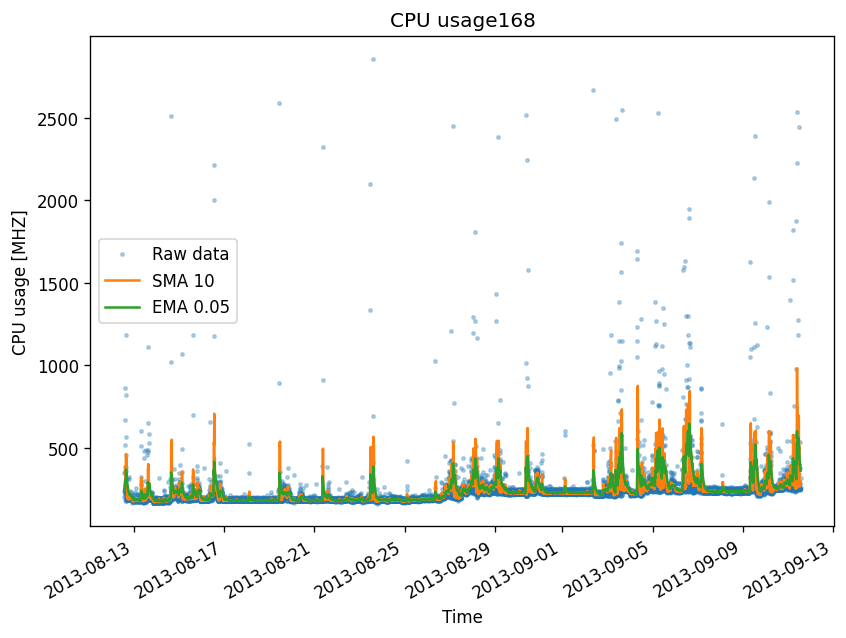 CPU usage168
CPU usage [MHZ]
2500
2000
1500
1000
500
Raw data
SMA 10
EMA 0.05
2013-08-13
2013-08-17
2013-08-21
2013-08-25
2013-08-29
2013-09-01
2013-09-05
2013-09-09
2013-09-13
Time